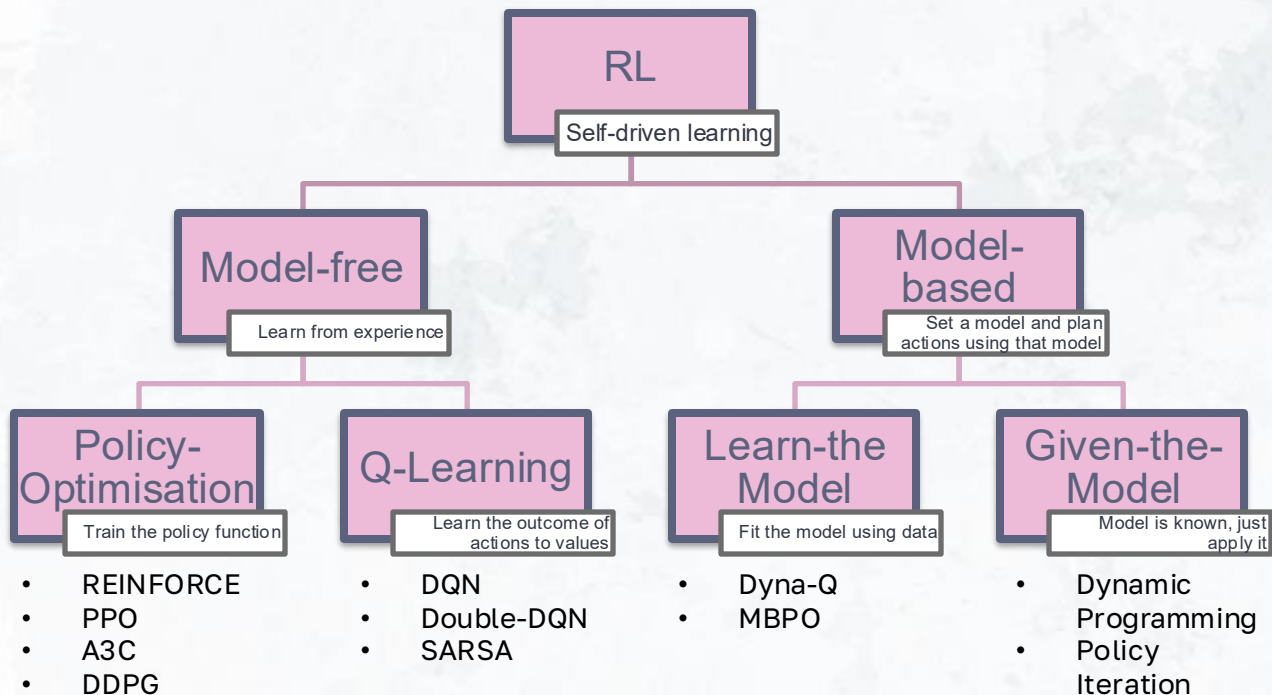 RL
Self-driven learning
Model-free
Learn from experience
Model-
based
Set a model and plan
actions using that model
Policy-
Optimisation
Train the policy function
Q-Learning
Learn the outcome of
actions to values
Learn-the
Model
Fit the model using data
Given-the-
Model
Model is known, just
apply it
• REINFORCE
• PPO
• A3C
• DDPG
• DQN
• Double-DQN
• SARSA
• Dyna-Q
• MBPO
• Dynamic
Programming
• Policy
Iteration